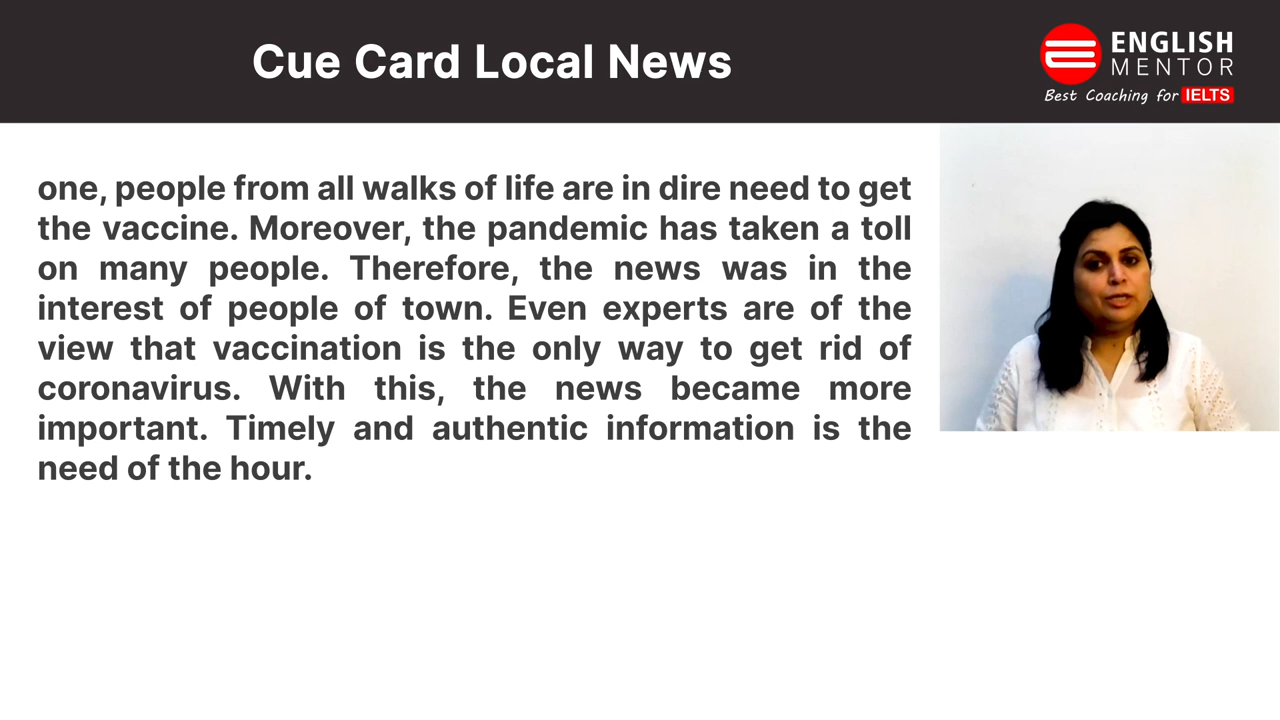 Cue Card Local News
ENGLISH
MENTOR
Best Coaching for IELTS
one, people from all walks of life are in dire need to get
the vaccine. Moreover, the pandemic has taken a toll
on many people. Therefore, the news was in the
interest of people of town. Even experts are of the
view that vaccination is the only way to get rid of
coronavirus. With this, the news became more
important. Timely and authentic information is the
need of the hour.